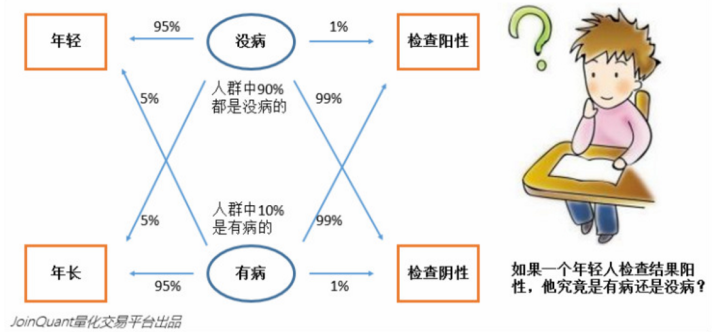 年轻
95%
没病
1%
检查阳性
5%
人群中90%
都是没病的
99%
5%
人群中10%
是有病的
99%
年长
95%
有病
1%
检查阴性
如果一个年轻人检查结果阳
性，他究竟是有病还是没病？
JoinQuant量化交易平台出品